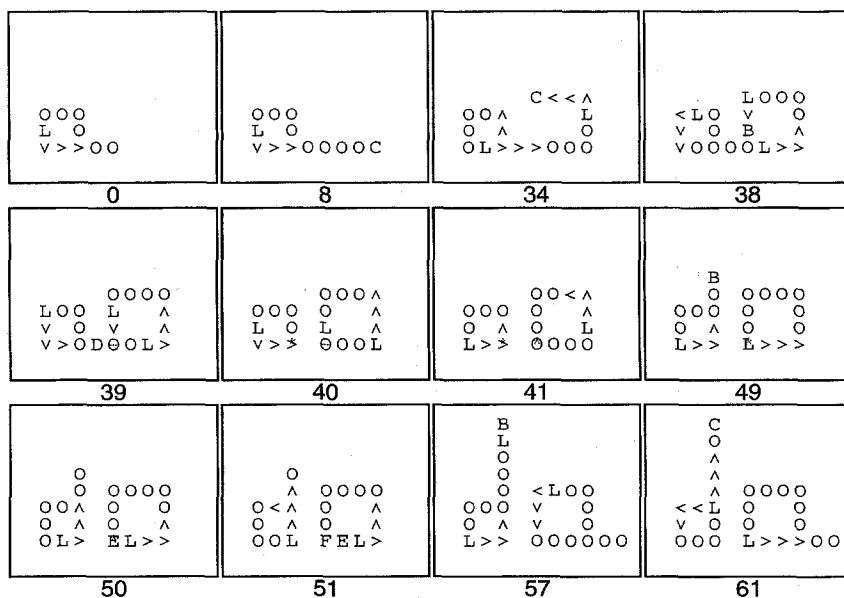 O O O
L O
v > > O O
0
O O O
L O
v > > O O O O C
8
C < < ^
O O ^ L
O ^ O
O L > > > O O O
34
L O O O
< L O v O
v O B ^
v O O O O L > >
38
O O O O
L O O L ^
v O v ^
v > O D ⊖ O L >
39
O O O ^
O O O O ^
L O L ^
v > * ⊖ O O L
40
O O < ^
O O O O ^
L ^ O L
L > * O O O O
41
B
O O O O O
O O ^ O O
O ^ O O
L > > L > > >
49
O
O O O O O
O O ^ O ^
O ^ O ^
O L > E L > >
50
O
^ O O O O
O < ^ O ^
O ^ O ^
O O L F E L >
51
B
L
O
O
O < L O O
O O O v O
O ^ v O
L > > O O O O O O
57
C
O
^
^
^ O O O O
< < L O O
v O O O
O O O L > > > O O
61